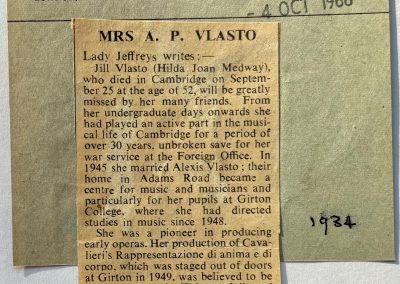 - 4 OCT 1968
MRS A. P. VLASTO
Lady Jeffreys writes:—
Jill Vlasto (Hilda Joan Medway),
who died in Cambridge on Septem-
ber 25 at the age of 52, will be greatly
missed by her many friends. From
her undergraduate days onwards she
had played an active part in the musi-
cal life of Cambridge for a period of
over 30 years, unbroken save for her
war service at the Foreign Office. In
1945 she married Alexis Vlasto; their
home in Adams Road became a
centre for music and musicians and
particularly for her pupils at Girton
College, where she had directed
studies in music since 1948.
She was a pioneer in producing
early operas. Her production of Cava-
lieri's Rappresentazione di anima e di
corpo, which was staged out of doors
at Girton in 1949, was believed to be
1934